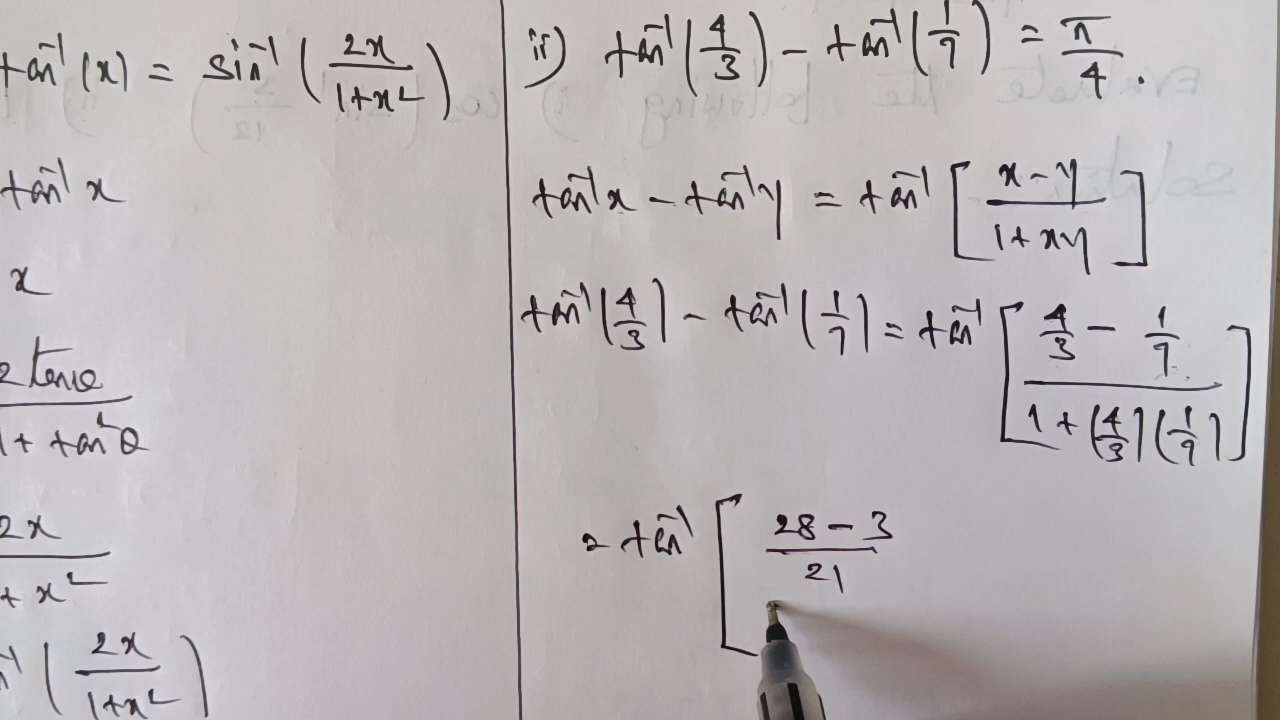 tan⁻¹(x) = sin⁻¹(2x/1+x²)
tan⁻¹ x
x
2 tanθ/1 + tan²θ
2x/+ x²
(2x/1+x²)
ii) tan⁻¹(4/3) - tan⁻¹(1/7) = π/4.
tan⁻¹x - tan⁻¹y = tan⁻¹[x-y/1+xy]
tan⁻¹(4/3) - tan⁻¹(1/7) = tan⁻¹[4/3 - 1/7/1+(4/3)(1/7)]
= tan⁻¹[28-3/21